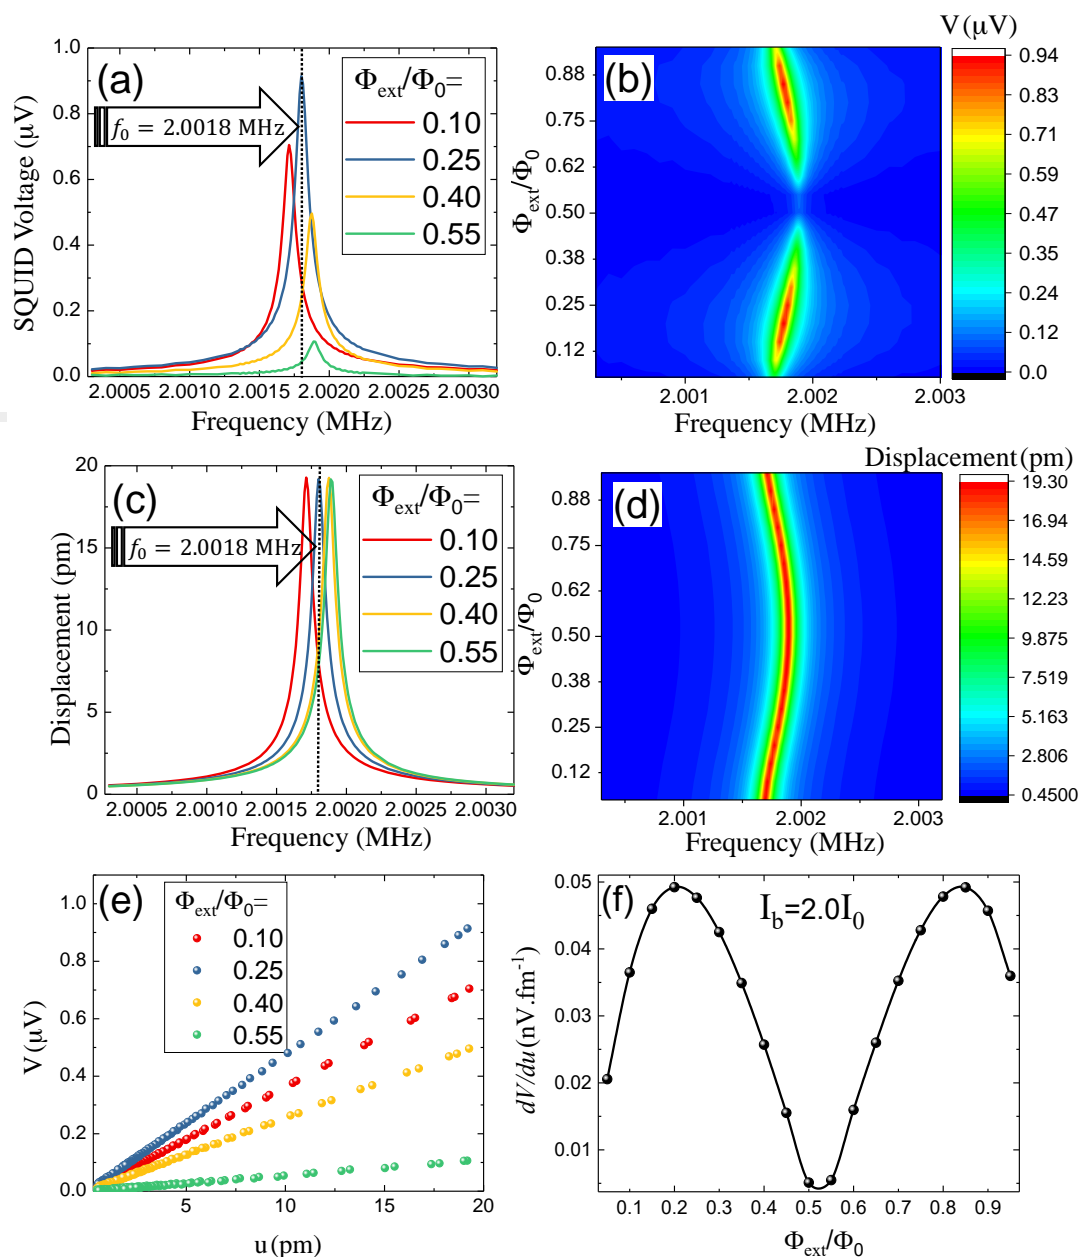 (a)
SQUID Voltage (μV)
1.0
0.8
0.6
0.4
0.2
0.0
f₀ = 2.0018 MHz
Φext/Φ0=
0.10
0.25
0.40
0.55
2.0005 2.0010 2.0015 2.0020 2.0025 2.0030
Frequency (MHz)
(b)
Φext/Φ0
0.88
0.75
0.62
0.50
0.38
0.25
0.12
2.001 2.002 2.003
Frequency (MHz)
V (μV)
0.94
0.83
0.71
0.59
0.47
0.35
0.24
0.12
0.0
(c)
Displacement (pm)
20
15
10
5
0
f₀ = 2.0018 MHz
Φext/Φ0=
0.10
0.25
0.40
0.55
2.0005 2.0010 2.0015 2.0020 2.0025 2.0030
Frequency (MHz)
(d)
Φext/Φ0
0.88
0.75
0.62
0.50
0.38
0.25
0.12
2.001 2.002 2.003
Frequency (MHz)
Displacement (pm)
19.30
16.94
14.59
12.23
9.875
7.519
5.163
2.806
0.4500
(e)
V (μV)
1.0
0.8
0.6
0.4
0.2
0.0
Φext/Φ0=
0.10
0.25
0.40
0.55
5 10 15 20
u (pm)
(f)
Ib=2.0I0
dV/du (nV.fm-1)
0.05
0.04
0.03
0.02
0.01
0.1 0.2 0.3 0.4 0.5 0.6 0.7 0.8 0.9
Φext/Φ0